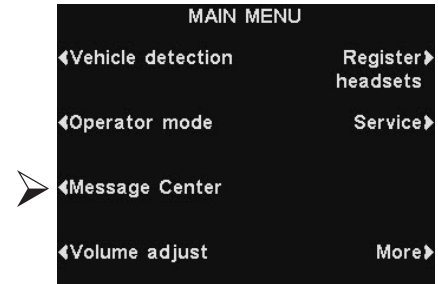 MAIN MENU
Vehicle detection
Register
headsets
Operator mode
Service
Message Center
Volume adjust
More